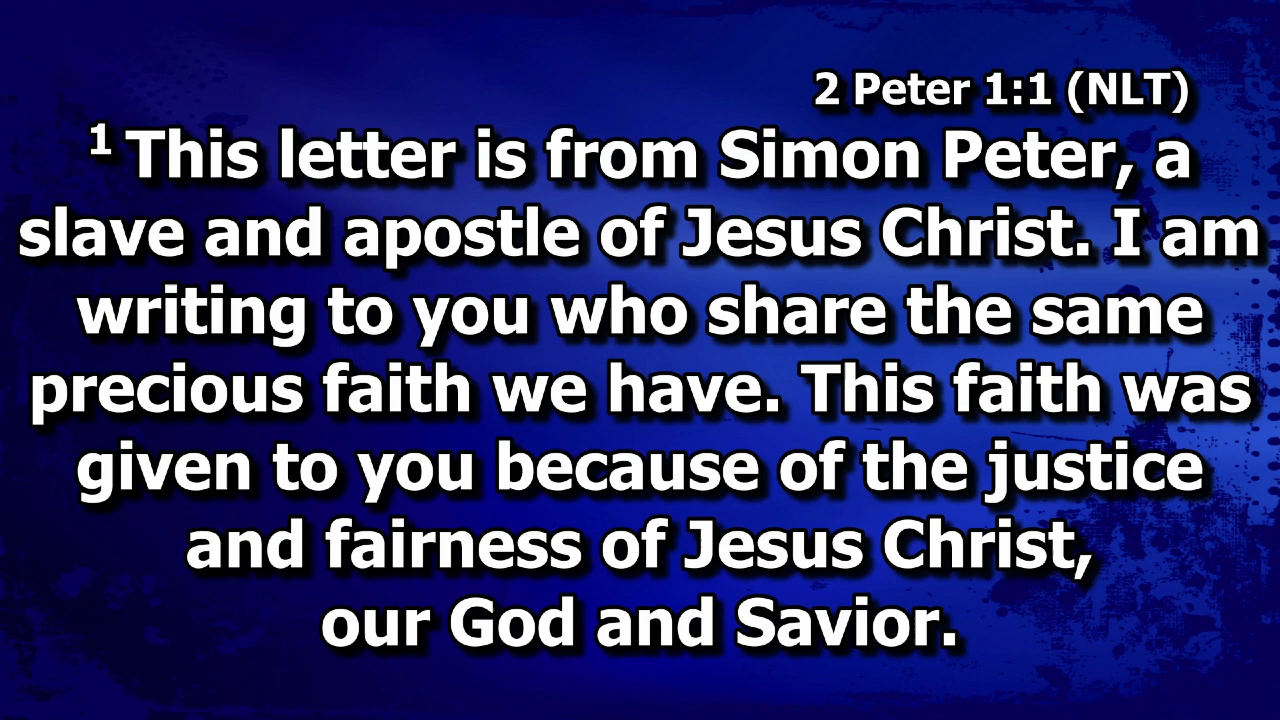 2 Peter 1:1 (NLT)
1 This letter is from Simon Peter, a
slave and apostle of Jesus Christ. I am
writing to you who share the same
precious faith we have. This faith was
given to you because of the justice
and fairness of Jesus Christ,
our God and Savior.